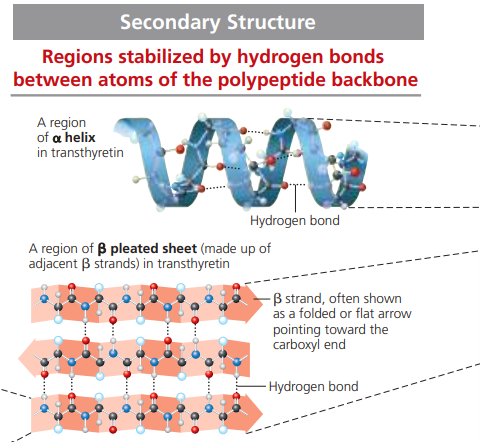 Secondary Structure
Regions stabilized by hydrogen bonds
between atoms of the polypeptide backbone
A region
of α helix
in transthyretin
Hydrogen bond
A region of β pleated sheet (made up of
adjacent β strands) in transthyretin
β strand, often shown
as a folded or flat arrow
pointing toward the
carboxyl end
Hydrogen bond